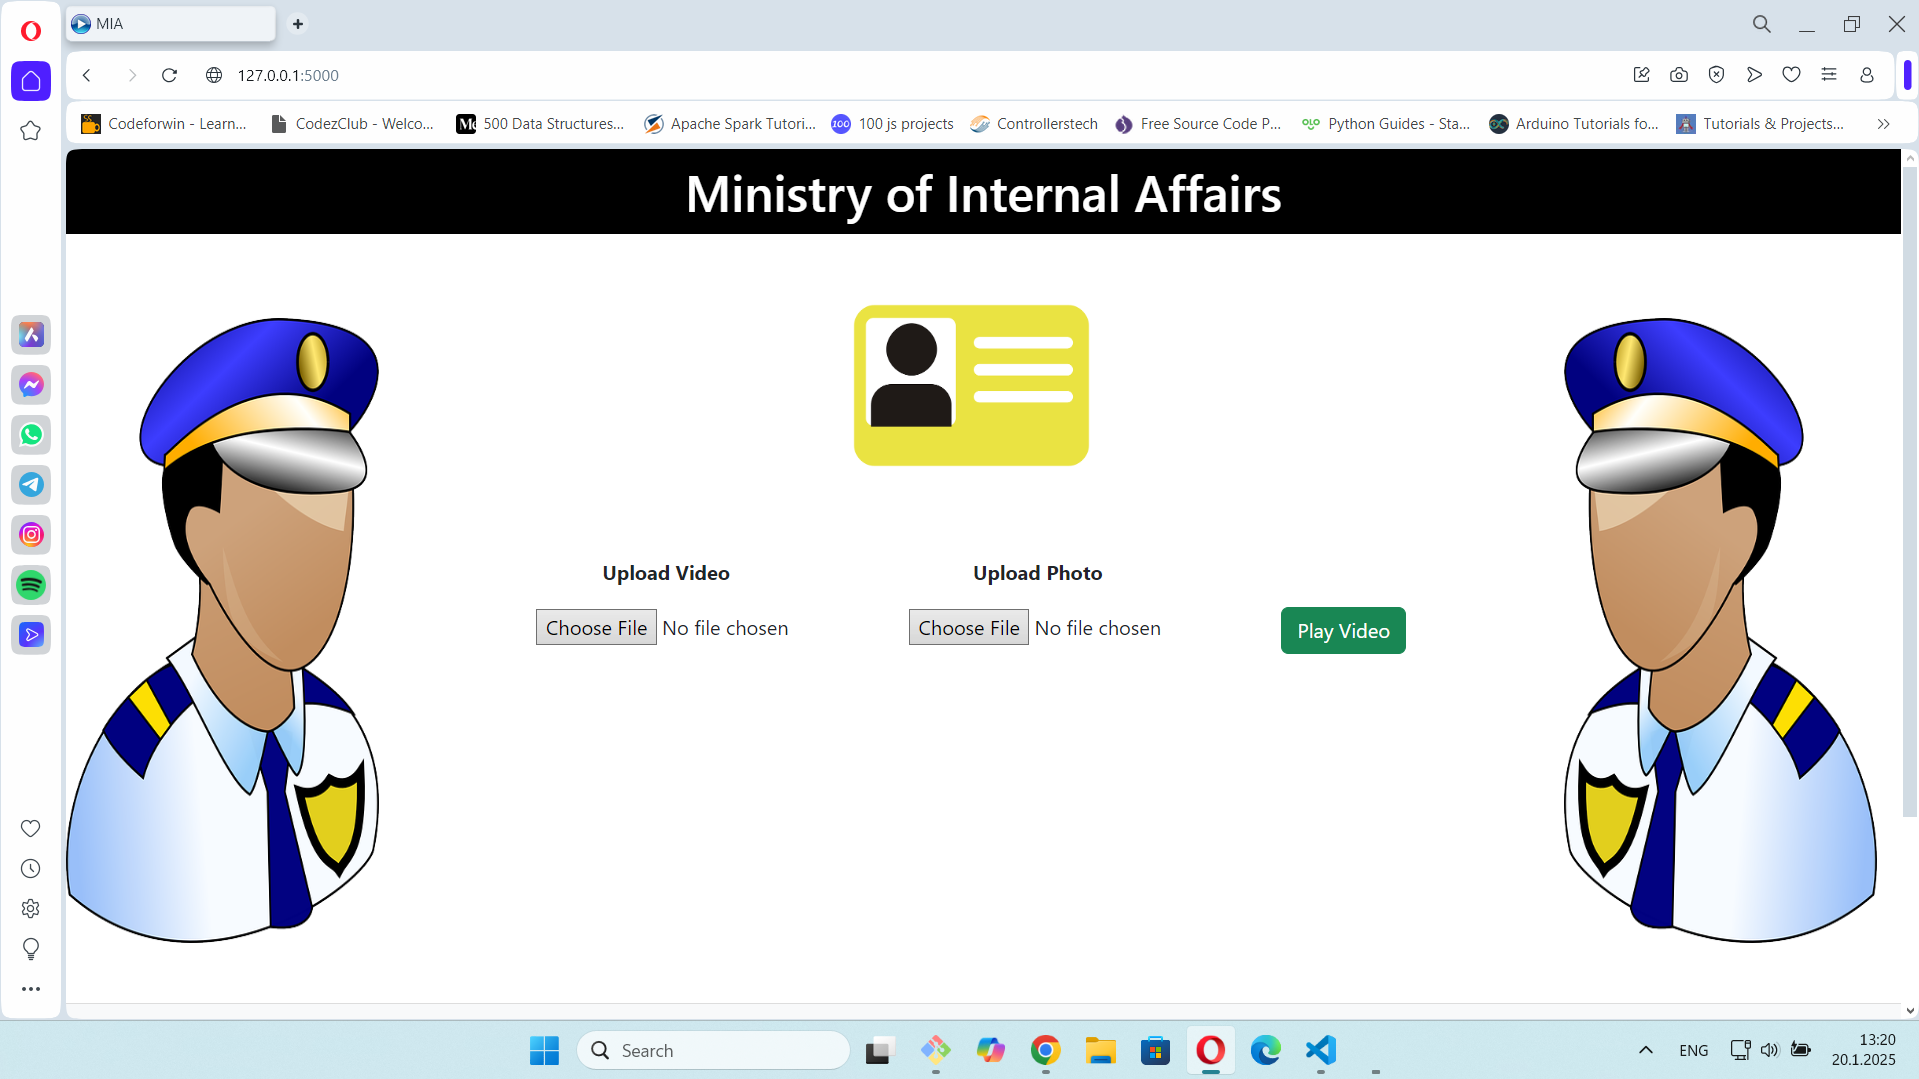 MIA
127.0.0.1:5000
Codeforwin - Learn...
CodezClub - Welco...
500 Data Structures...
Apache Spark Tutori...
100 js projects
Controllerstech
Free Source Code P...
Python Guides - Sta...
Arduino Tutorials fo...
Tutorials & Projects...
Ministry of Internal Affairs
Upload Video
Upload Photo
Choose File No file chosen
Choose File No file chosen
Play Video
Search
ENG
13:20
20.1.2025